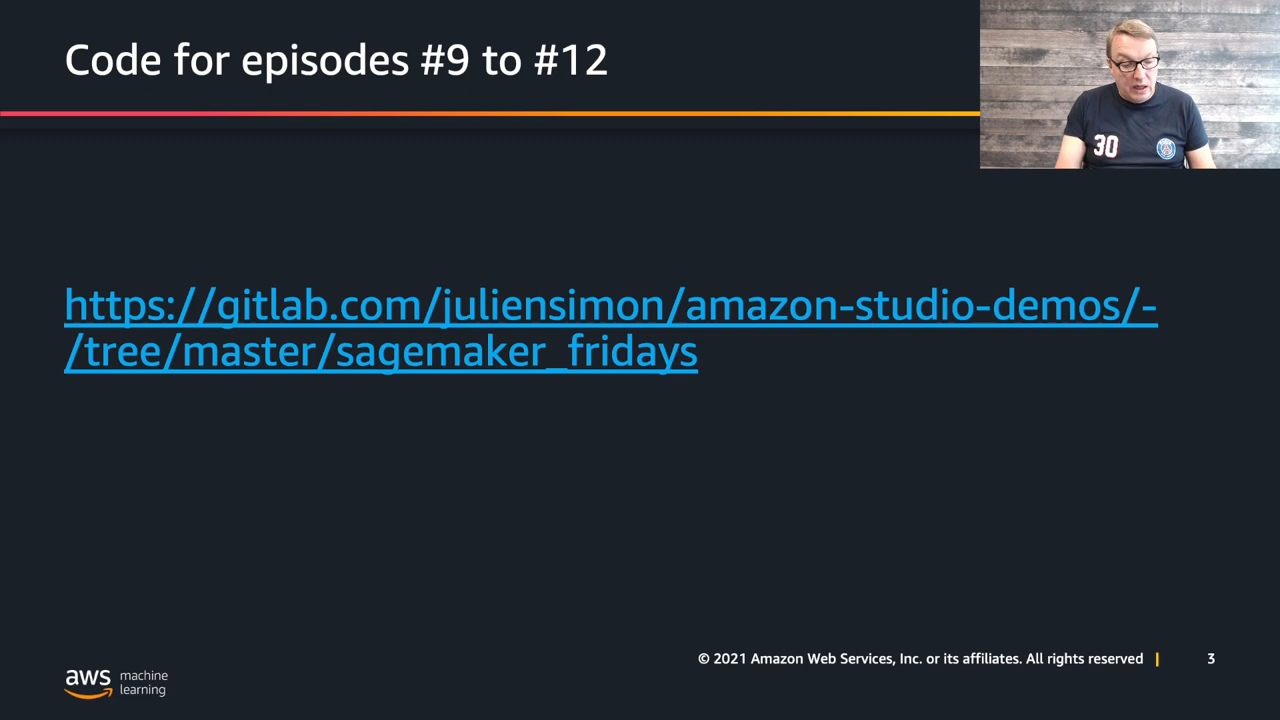 Code for episodes #9 to #12
30
https://gitlab.com/juliensimon/amazon-studio-demos/-
/tree/master/sagemaker_fridays
© 2021 Amazon Web Services, Inc. or its affiliates. All rights reserved | 3
aws machine
learning